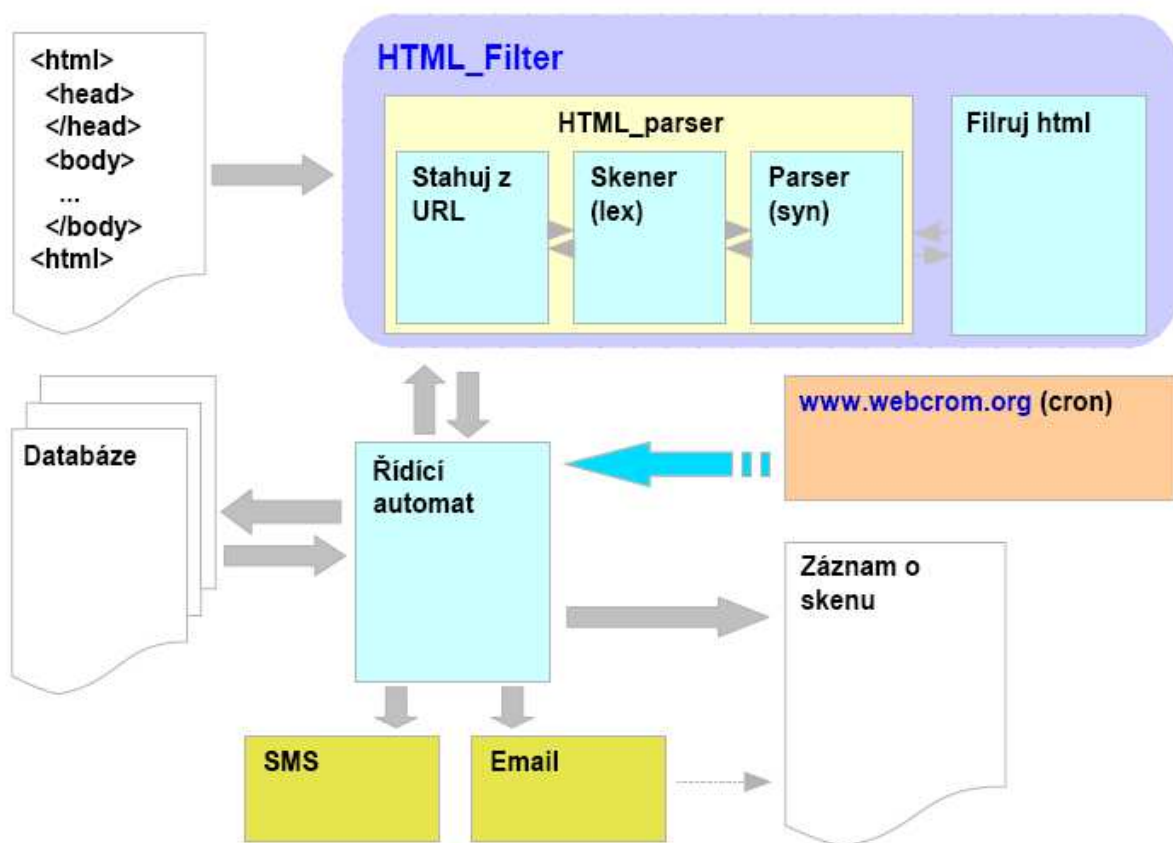 <html>
<head>
</head>
<body>
...
</body>
<html>
HTML_Filter
HTML_parser
Stahuj z
URL
Skener
(lex)
Parser
(syn)
Filruj html
www.webcrom.org (cron)
Databáze
Řídící
automat
Záznam o
skenu
SMS
Email